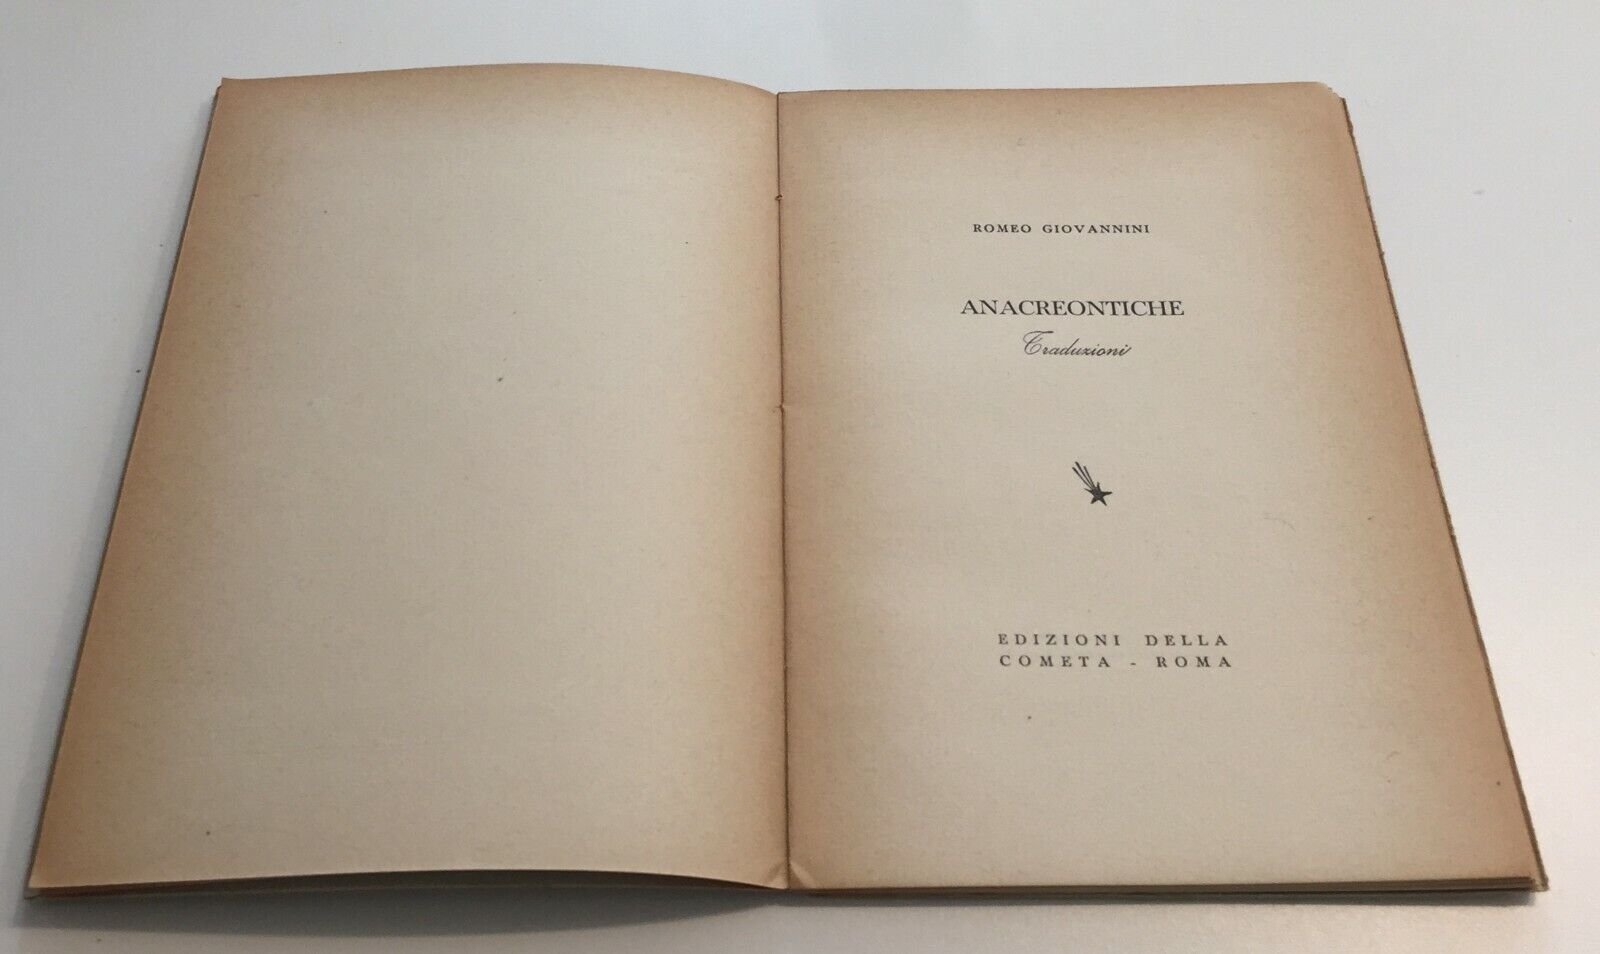 ROMEO GIOVANNINI
ANACREONTICHE
Traduzioni
EDIZIONI DELLA
COMETA - ROMA